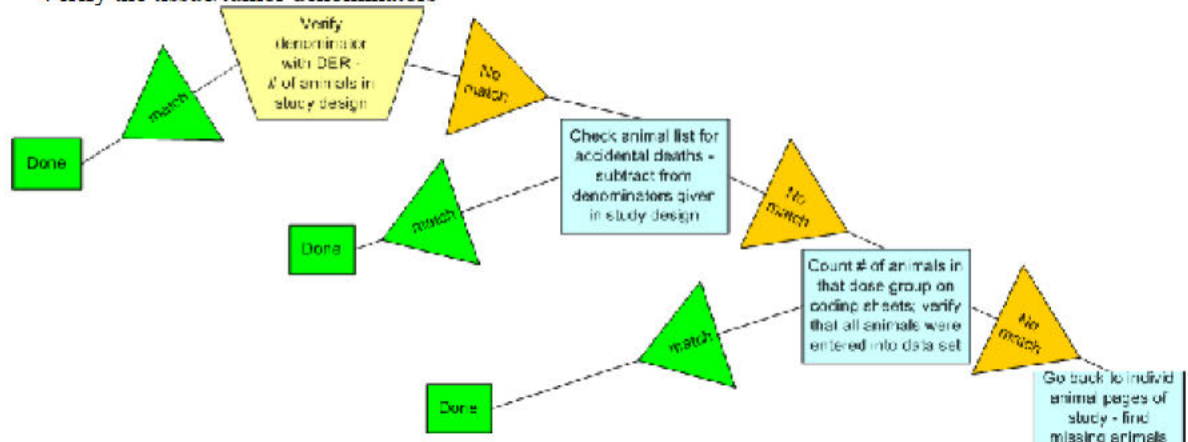 Verify
denominator
with DER -
# of animals in
study design
match
No
match
Done
Check animal list for
accidental deaths -
subtract from
denominators given
in study design
match
No
match
Done
Count # of animals in
that dose group on
coding sheets; verify
that all animals were
entered into data set
match
No
match
Done
Go back to individ
animal pages of
study - find
missing animals